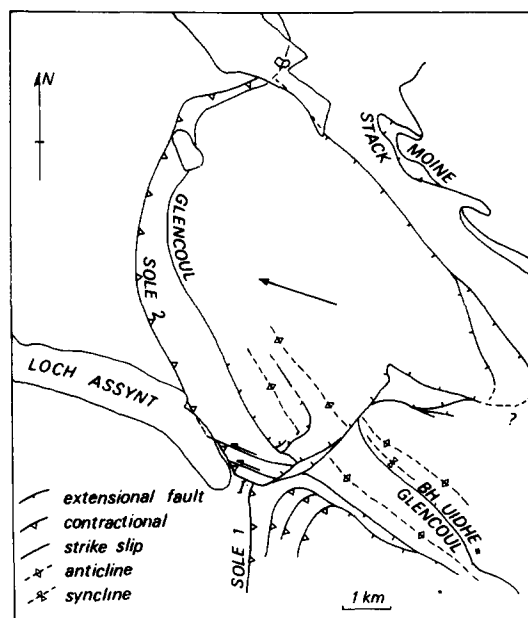 N
STACK
MOINE
GLENCOUL
SOLE 2
LOCH ASSYNT
?
BH UIDHE
GLENCOUL
SOLE 1
extensional fault
contractional
strike slip
anticline
syncline
1 km